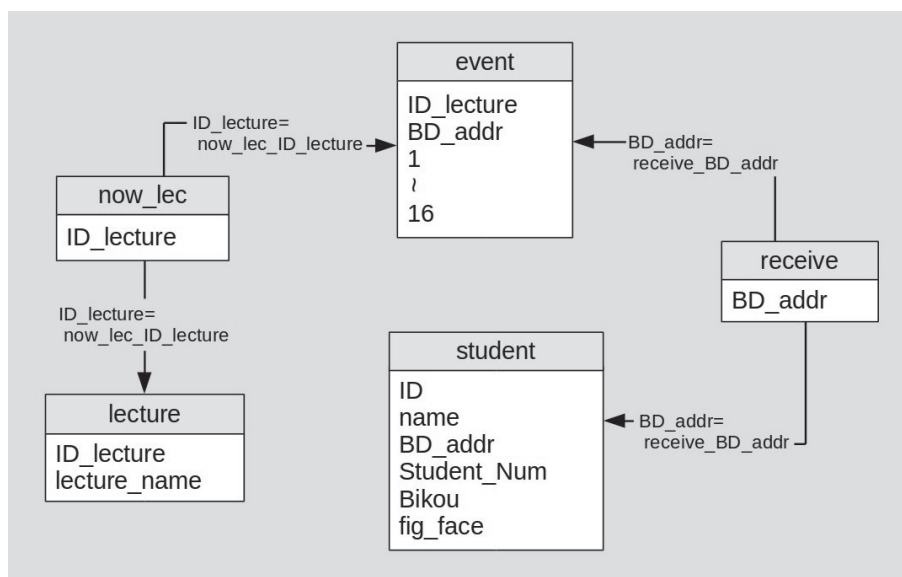 event
ID_lecture
BD_addr
1
≀
16
ID_lecture=
now_lec_ID_lecture
BD_addr=
receive_BD_addr
now_lec
ID_lecture
receive
BD_addr
ID_lecture=
now_lec_ID_lecture
student
ID
name
BD_addr
Student_Num
Bikou
fig_face
BD_addr=
receive_BD_addr
lecture
ID_lecture
lecture_name